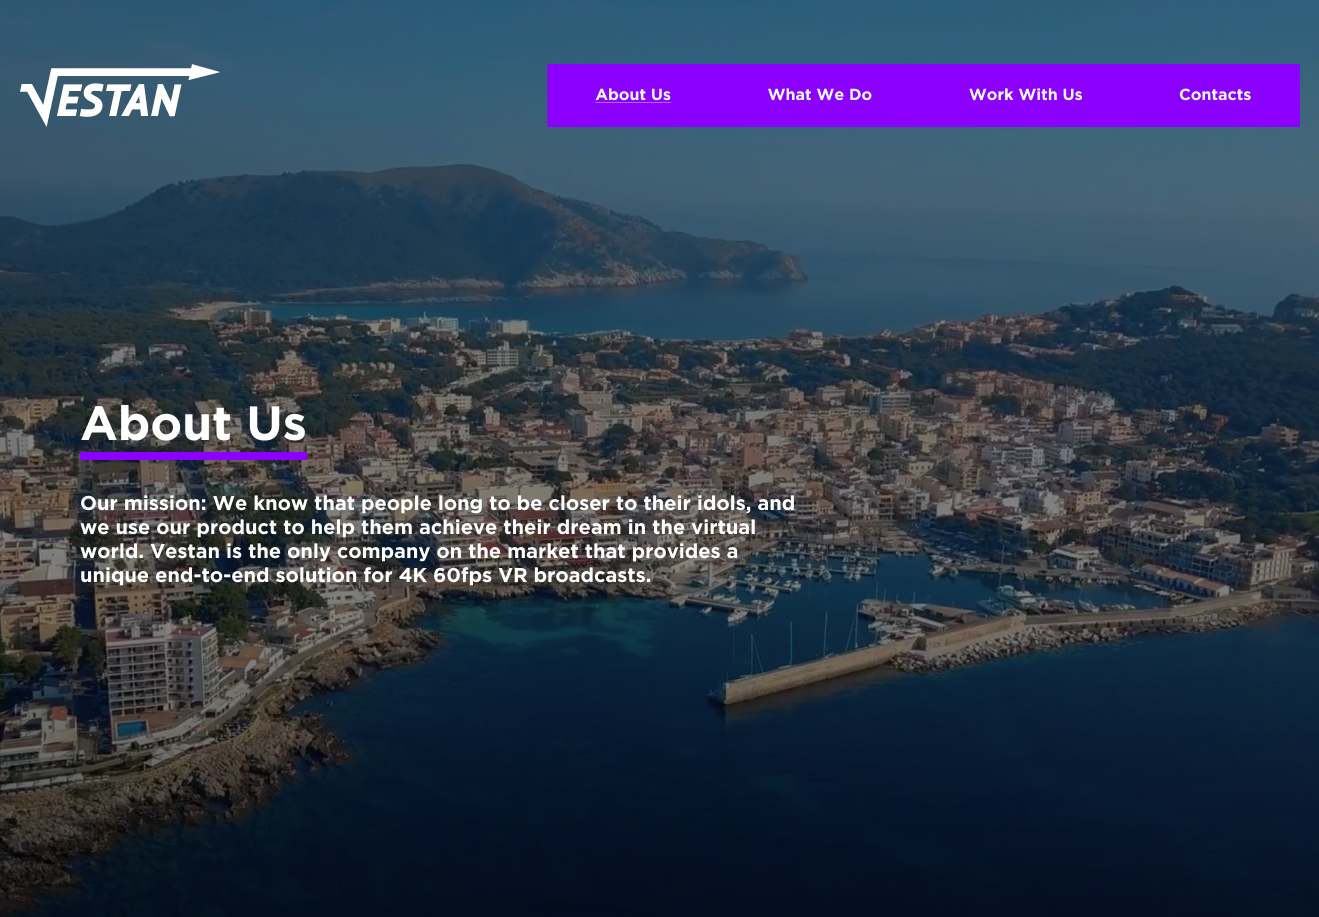 VESTAN
About Us
What We Do
Work With Us
Contacts
About Us
Our mission: We know that people long to be closer to their idols, and
we use our product to help them achieve their dream in the virtual
world. Vestan is the only company on the market that provides a
unique end-to-end solution for 4K 60fps VR broadcasts.